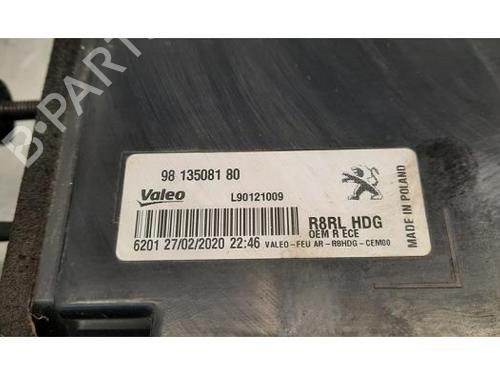 98 135081 80
Valeo L90121009
R8RL HDG
OEM R ECE
6201 27/02/2020 22:46 VALEO-FEU AR-R8HDG-CEM00
MADE IN POLAND
B-PARTS